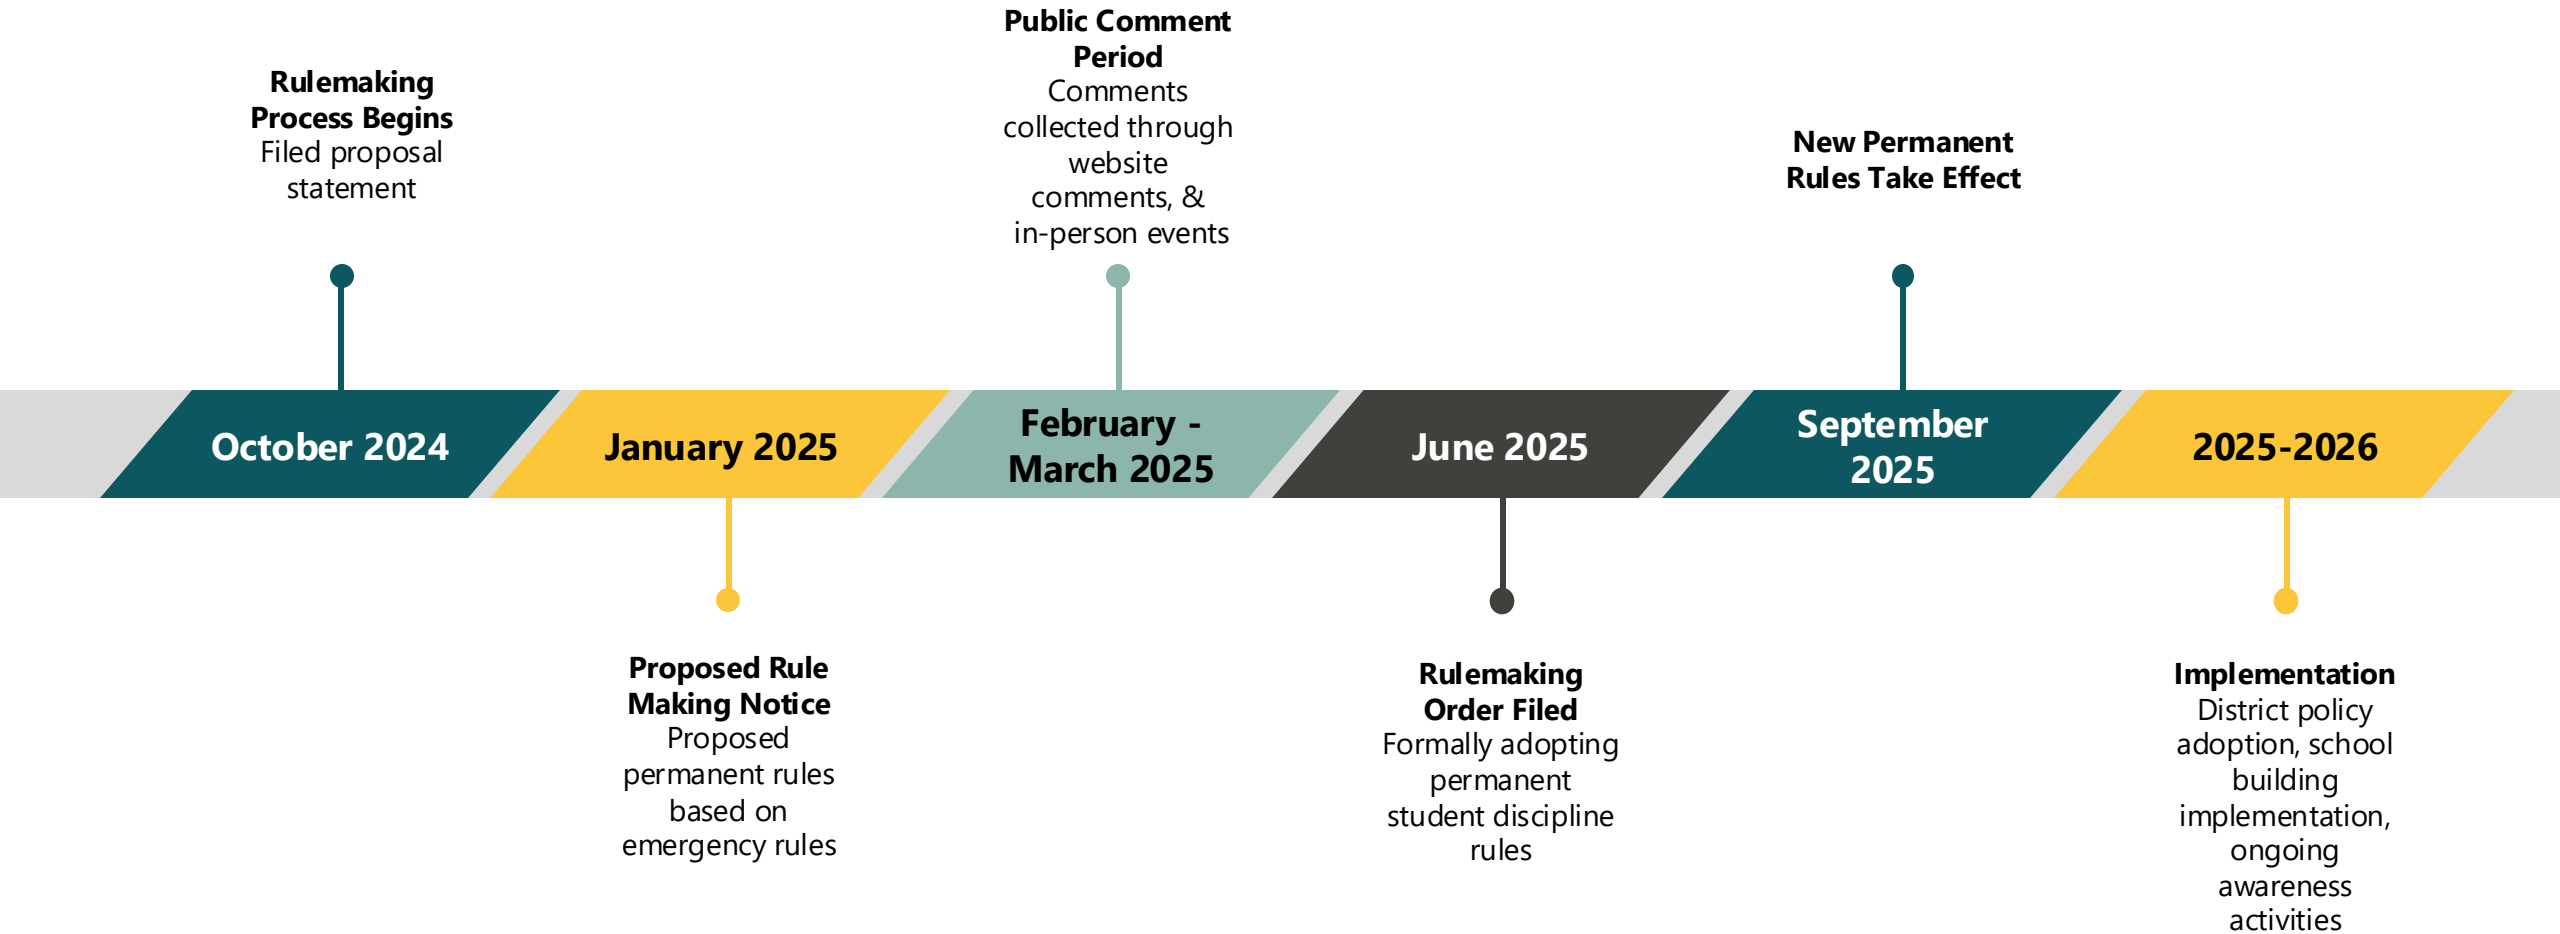 Rulemaking
Process Begins
Filed proposal
statement
October 2024
January 2025
Proposed Rule
Making Notice
Proposed
permanent rules
based on
emergency rules
Public Comment
Period
Comments
collected through
website
comments, &
in-person events
February -
March 2025
June 2025
Rulemaking
Order Filed
Formally adopting
permanent
student discipline
rules
New Permanent
Rules Take Effect
September
2025
2025-2026
Implementation
District policy
adoption, school
building
implementation,
ongoing
awareness
activities